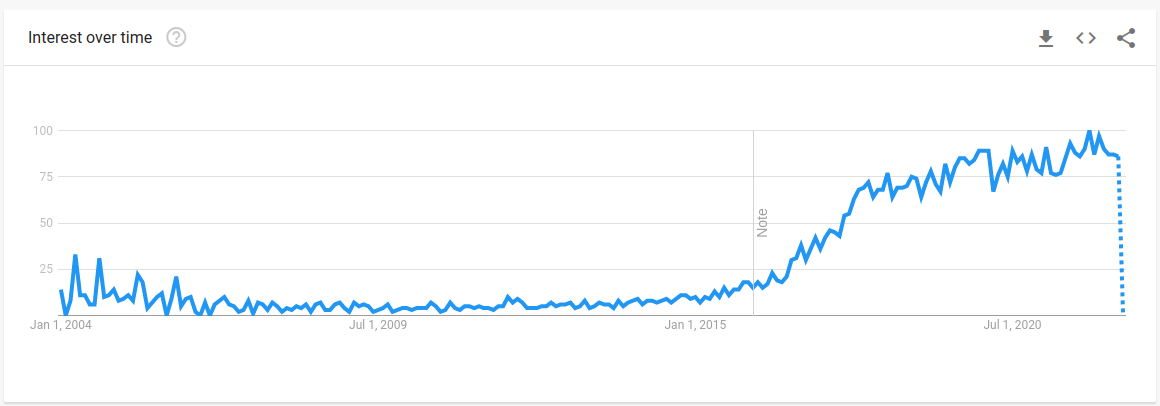 Interest over time
100
75
50
25
Note
Jan 1, 2004
Jul 1, 2009
Jan 1, 2015
Jul 1, 2020